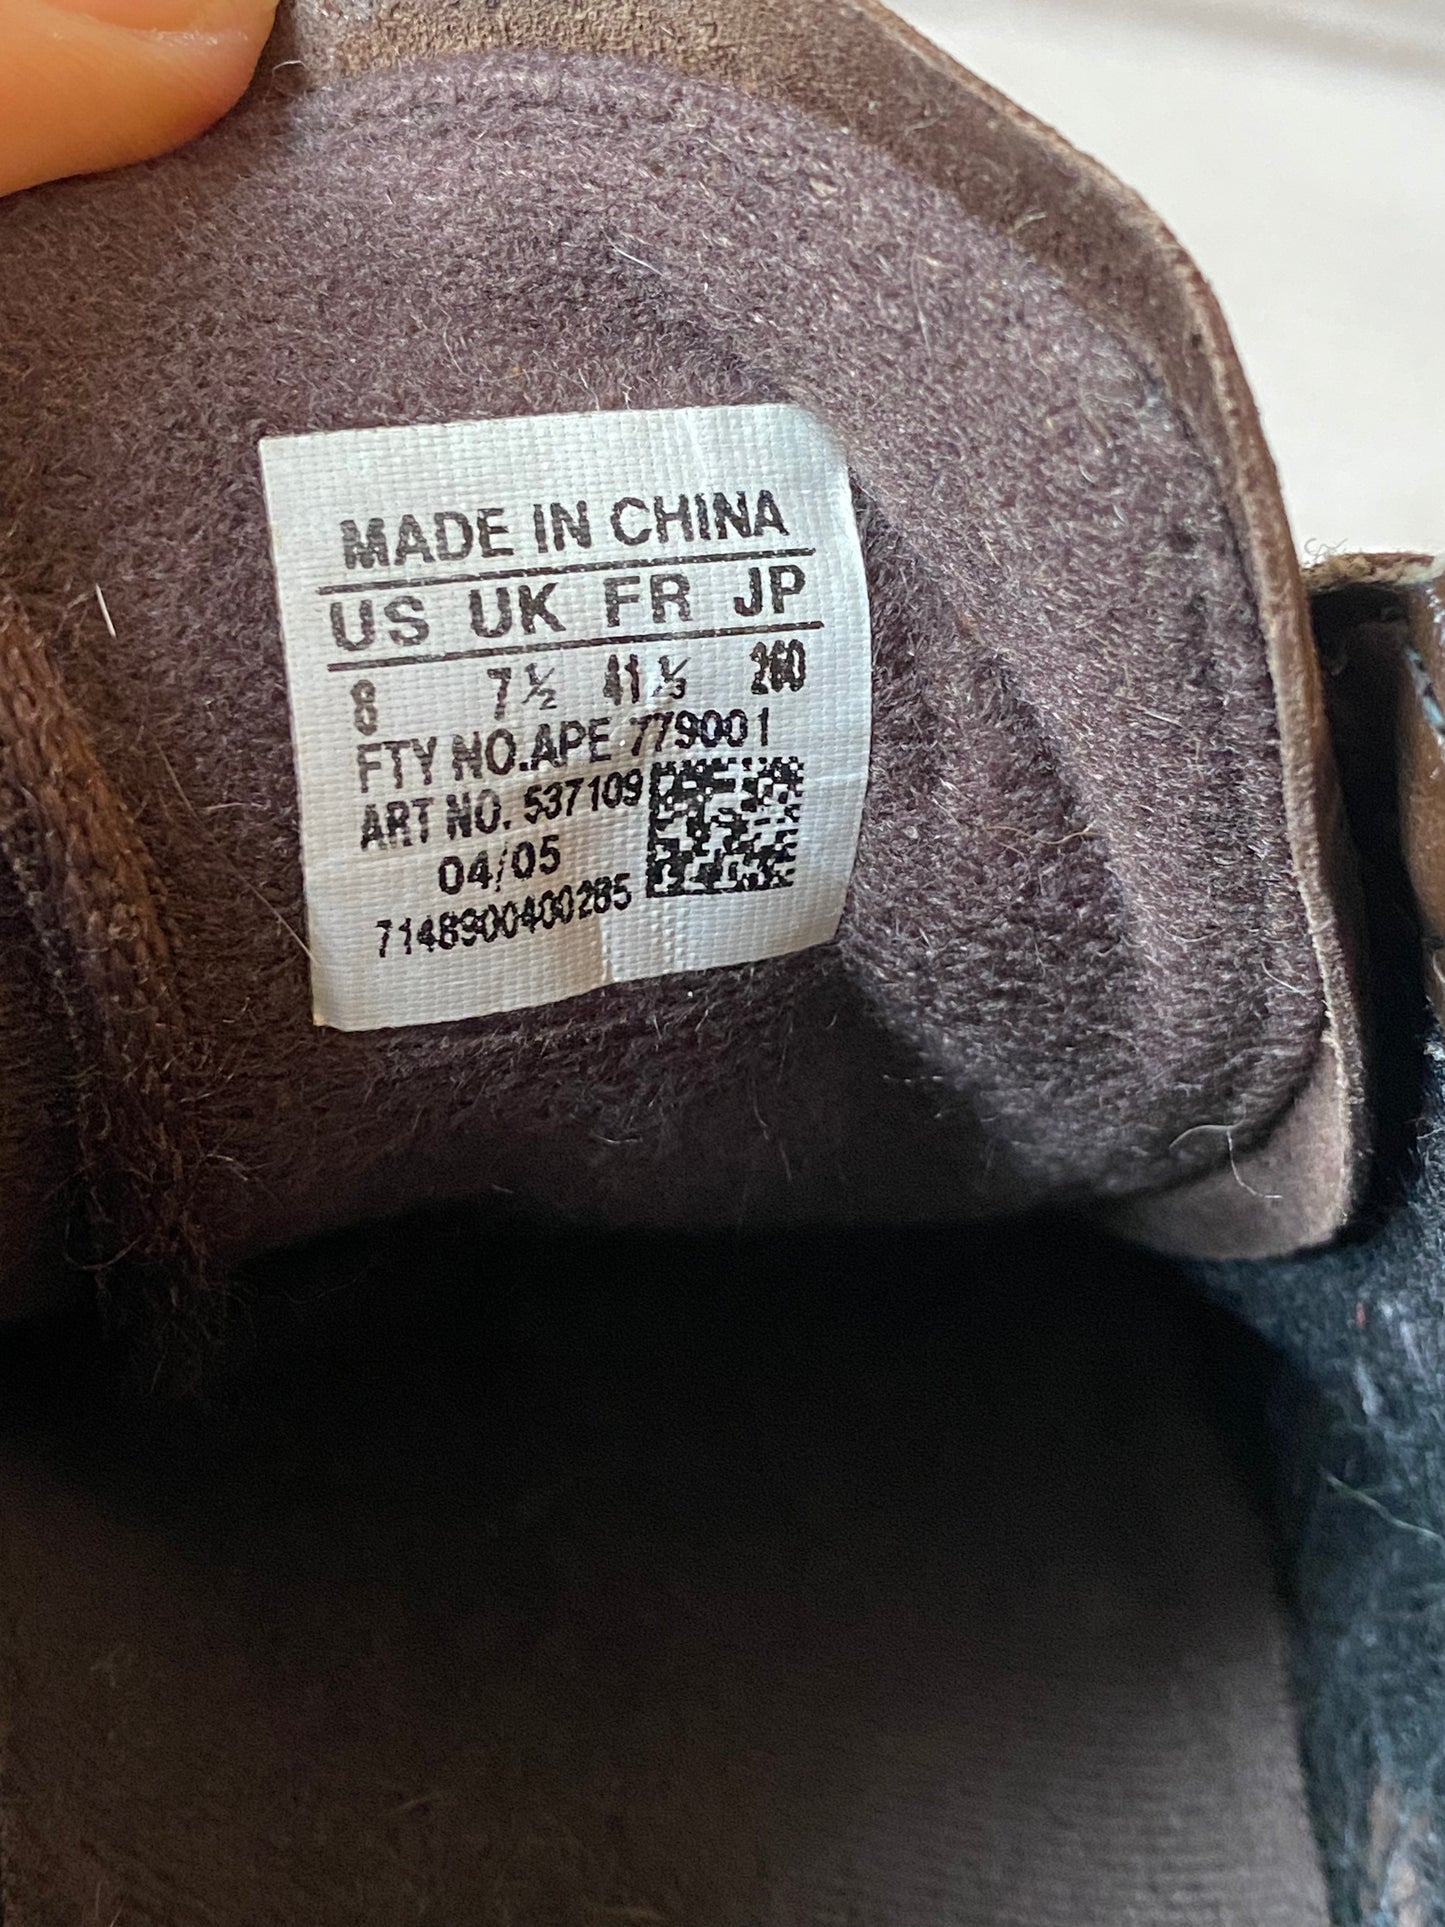 MADE IN CHINA
US UK FR JP
8 7½ 41⅓ 260
FTY NO.APE 779001
ART NO. 537109
04/05
7148900400285